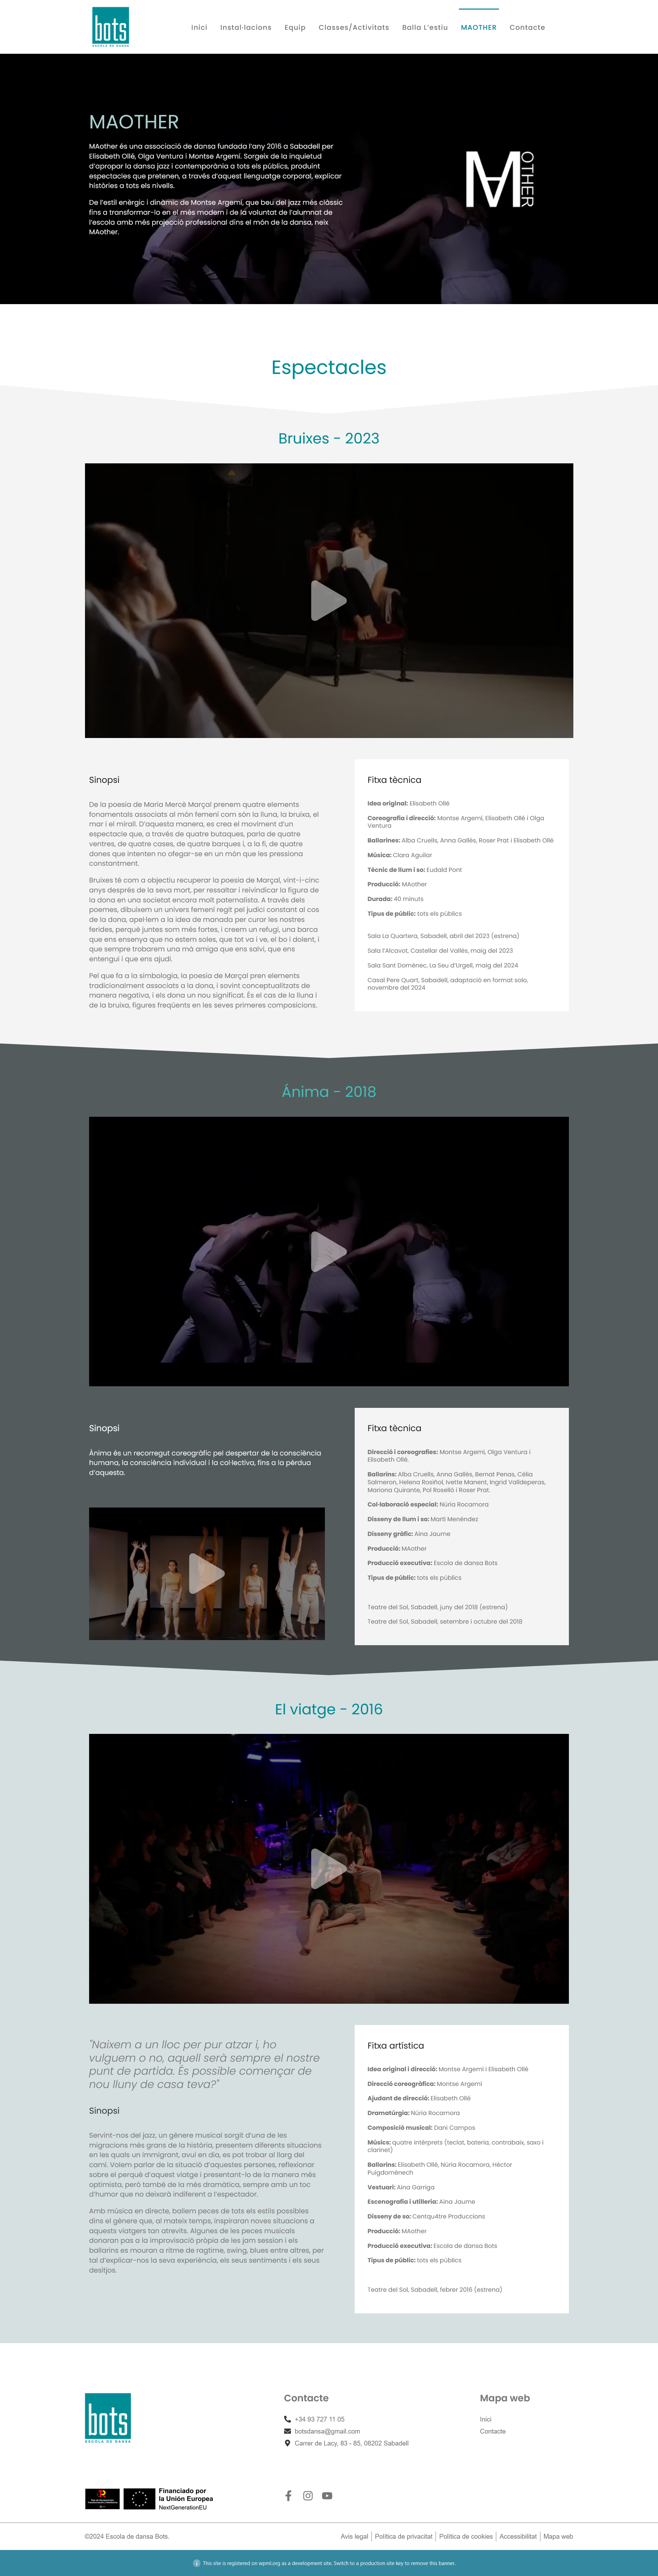 bots
ESCOLA DE DANSA
Inici
Instal·lacions
Equip
Classes/Activitats
Balla L'estiu
MAOTHER
Contacte
MAOTHER
MAother és una associació de dansa fundada l'any 2016 a Sabadell per
Elisabeth Ollé, Olga Ventura i Montse Argemí. Sorgeix de la inquietud
d'apropar la dansa jazz i contemporània a tots els públics, produint
espectacles que pretenen, a través d'aquest llenguatge corporal, explicar
històries a tots els nivells.
De l'estil enèrgic i dinàmic de Montse Argemí, que beu del jazz més clàssic
fins a transformar-lo en el més modern i de la voluntat de l'alumnat de
l'escola amb més projecció professional dins el món de la dansa, neix
MAother.
MA OTHER
Espectacles
Bruixes - 2023
Sinopsi
De la poesia de Maria Mercè Marçal prenem quatre elements
fonamentals associats al món femení com són la lluna, la bruixa, el
mar i el mirall. D'aquesta manera, es crea el moviment d'un
espectacle que, a través de quatre butaques, parla de quatre
ventres, de quatre cases, de quatre barques i, a la fi, de quatre
dones que intenten no ofegar-se en un món que les pressiona
constantment.
Bruixes té com a objectiu recuperar la poesia de Marçal, vint-i-cinc
anys després de la seva mort, per ressaltar i reivindicar la figura de
la dona en una societat encara molt paternalista. A través dels
poemes, dibuixem un univers femení regit pel judici constant al cos
de la dona, apel·lem a la idea de manada per curar les nostres
ferides, perquè juntes som més fortes, i creem un refugi, una barca
que ens ensenya que no estem soles, que tot va i ve, el bo i dolent, i
que sempre trobarem una mà amiga que ens salvi, que ens
entengui i que ens ajudi.
Pel que fa a la simbologia, la poesia de Marçal pren elements
tradicionalment associats a la dona, i sovint conceptualitzats de
manera negativa, i els dona un nou significat. És el cas de la lluna i
de la bruixa, figures freqüents en les seves primeres composicions.
Fitxa tècnica
Idea original: Elisabeth Ollé
Coreografia i direcció: Montse Argemí, Elisabeth Ollé i Olga
Ventura
Ballarines: Alba Cruells, Anna Gallés, Roser Prat i Elisabeth Ollé
Música: Clara Aguilar
Tècnic de llum i so: Eudald Pont
Producció: MAother
Durada: 40 minuts
Tipus de públic: tots els públics
Sala La Quartera, Sabadell, abril del 2023 (estrena)
Sala l'Alcavot, Castellar del Vallés, maig del 2023
Sala Sant Domènec, La Seu d'Urgell, maig del 2024
Casal Pere Quart, Sabadell, adaptació en format solo,
novembre del 2024
Ánima - 2018
Sinopsi
Ànima és un recorregut coreogràfic pel despertar de la consciència
humana, la consciència individual i la col·lectiva, fins a la pèrdua
d'aquesta.
Fitxa tècnica
Direcció i coreografies: Montse Argemí, Olga Ventura i
Elisabeth Ollé.
Ballarins: Alba Cruells, Anna Gallés, Bernat Penas, Cèlia
Salmeron, Helena Rosiñol, Ivette Manent, Ingrid Valldeperas,
Mariona Quirante, Pol Roselló i Roser Prat.
Col·laboració especial: Núria Rocamora
Disseny de llum i so: Martí Menéndez
Disseny gràfic: Aina Jaume
Producció: MAother
Producció executiva: Escola de dansa Bots
Tipus de públic: tots els públics
Teatre del Sol, Sabadell, juny del 2018 (estrena)
Teatre del Sol, Sabadell, setembre i octubre del 2018
El viatge - 2016
"Naixem a un lloc per pur atzar i, ho
vulguem o no, aquell serà sempre el nostre
punt de partida. És possible començar de
nou lluny de casa teva?"
Sinopsi
Servint-nos del jazz, un gènere musical sorgit d'una de les
migracions més grans de la història, presentem diferents situacions
en les quals un immigrant, avui en dia, es pot trobar al llarg del
camí. Volem parlar de la situació d'aquestes persones, reflexionar
sobre el perquè d'aquest viatge i presentant-lo de la manera més
optimista, però també de la més dramàtica, sempre amb un toc
d'humor que no deixarà indiferent a l'espectador.
Amb música en directe, ballem peces de tots els estils possibles
dins el gènere que, al mateix temps, inspiraran noves situacions a
aquests viatgers tan atrevits. Algunes de les peces musicals
donaran pas a la improvisació pròpia de les jam session i els
ballarins es mouran a ritme de ragtime, swing, blues entre altres, per
tal d'explicar-nos la seva experiència, els seus sentiments i els seus
desitjos.
Fitxa artística
Idea original i direcció: Montse Argemí i Elisabeth Ollé
Direcció coreogràfica: Montse Argemí
Ajudant de direcció: Elisabeth Ollé
Dramatúrgia: Núria Rocamora
Composició musical: Dani Campos
Músics: quatre intèrprets (teclat, bateria, contrabaix, saxo i
clarinet)
Ballarins: Elisabeth Ollé, Núria Rocamora, Héctor
Puigdomènech
Vestuari: Aina Garriga
Escenografia i utilleria: Aina Jaume
Disseny de so: Centqu4tre Produccions
Producció: MAother
Producció executiva: Escola de dansa Bots
Tipus de públic: tots els públics
Teatre del Sol, Sabadell, febrer 2016 (estrena)
bots
ESCOLA DE DANSA
Contacte
+34 93 727 11 05
botsdansa@gmail.com
Carrer de Lacy, 83 - 85, 08202 Sabadell
Mapa web
Inici
Contacte
Financiado por
la Unión Europea
NextGenerationEU
©2024 Escola de dansa Bots.
Avis legal
Política de privacitat
Política de cookies
Accessibilitat
Mapa web
This site is registered on wpml.org as a development site. Switch to a production site key to remove this banner.